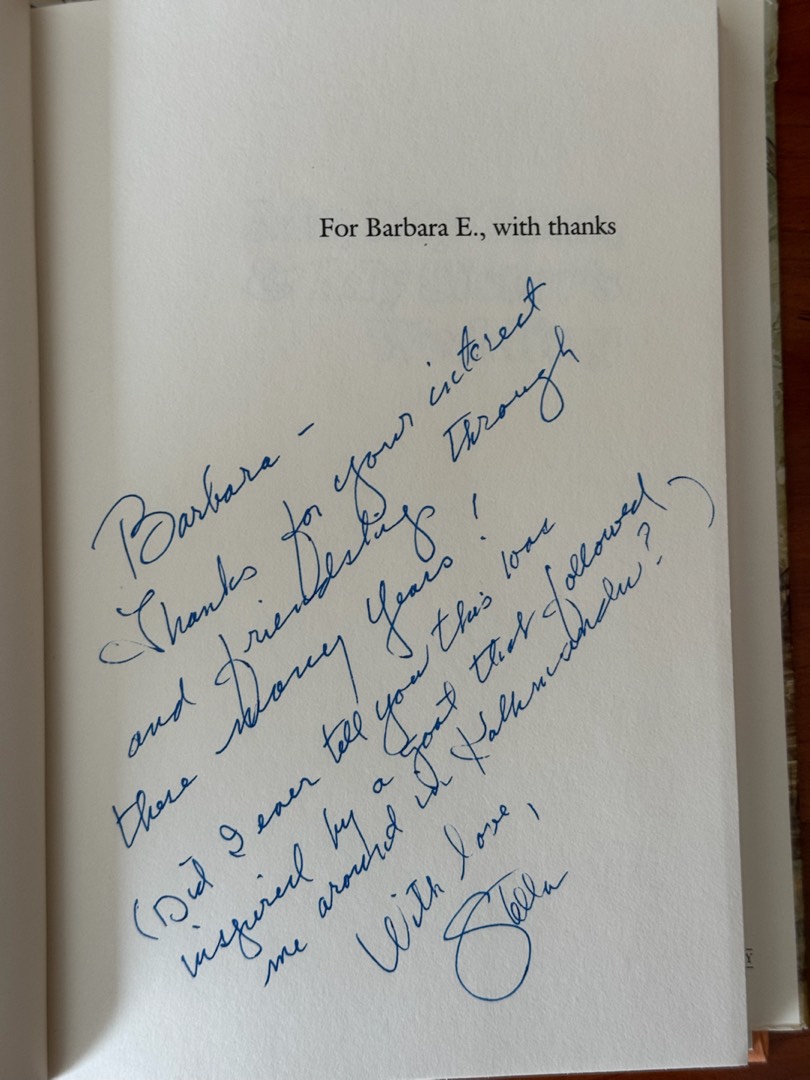 For Barbara E., with thanks
Barbara –
Thanks for your interest
and friendship through
these many years!
(Did I ever tell you this was
inspired by a goat that followed
me around in Kathmandu?)
With love,
Stella
Y